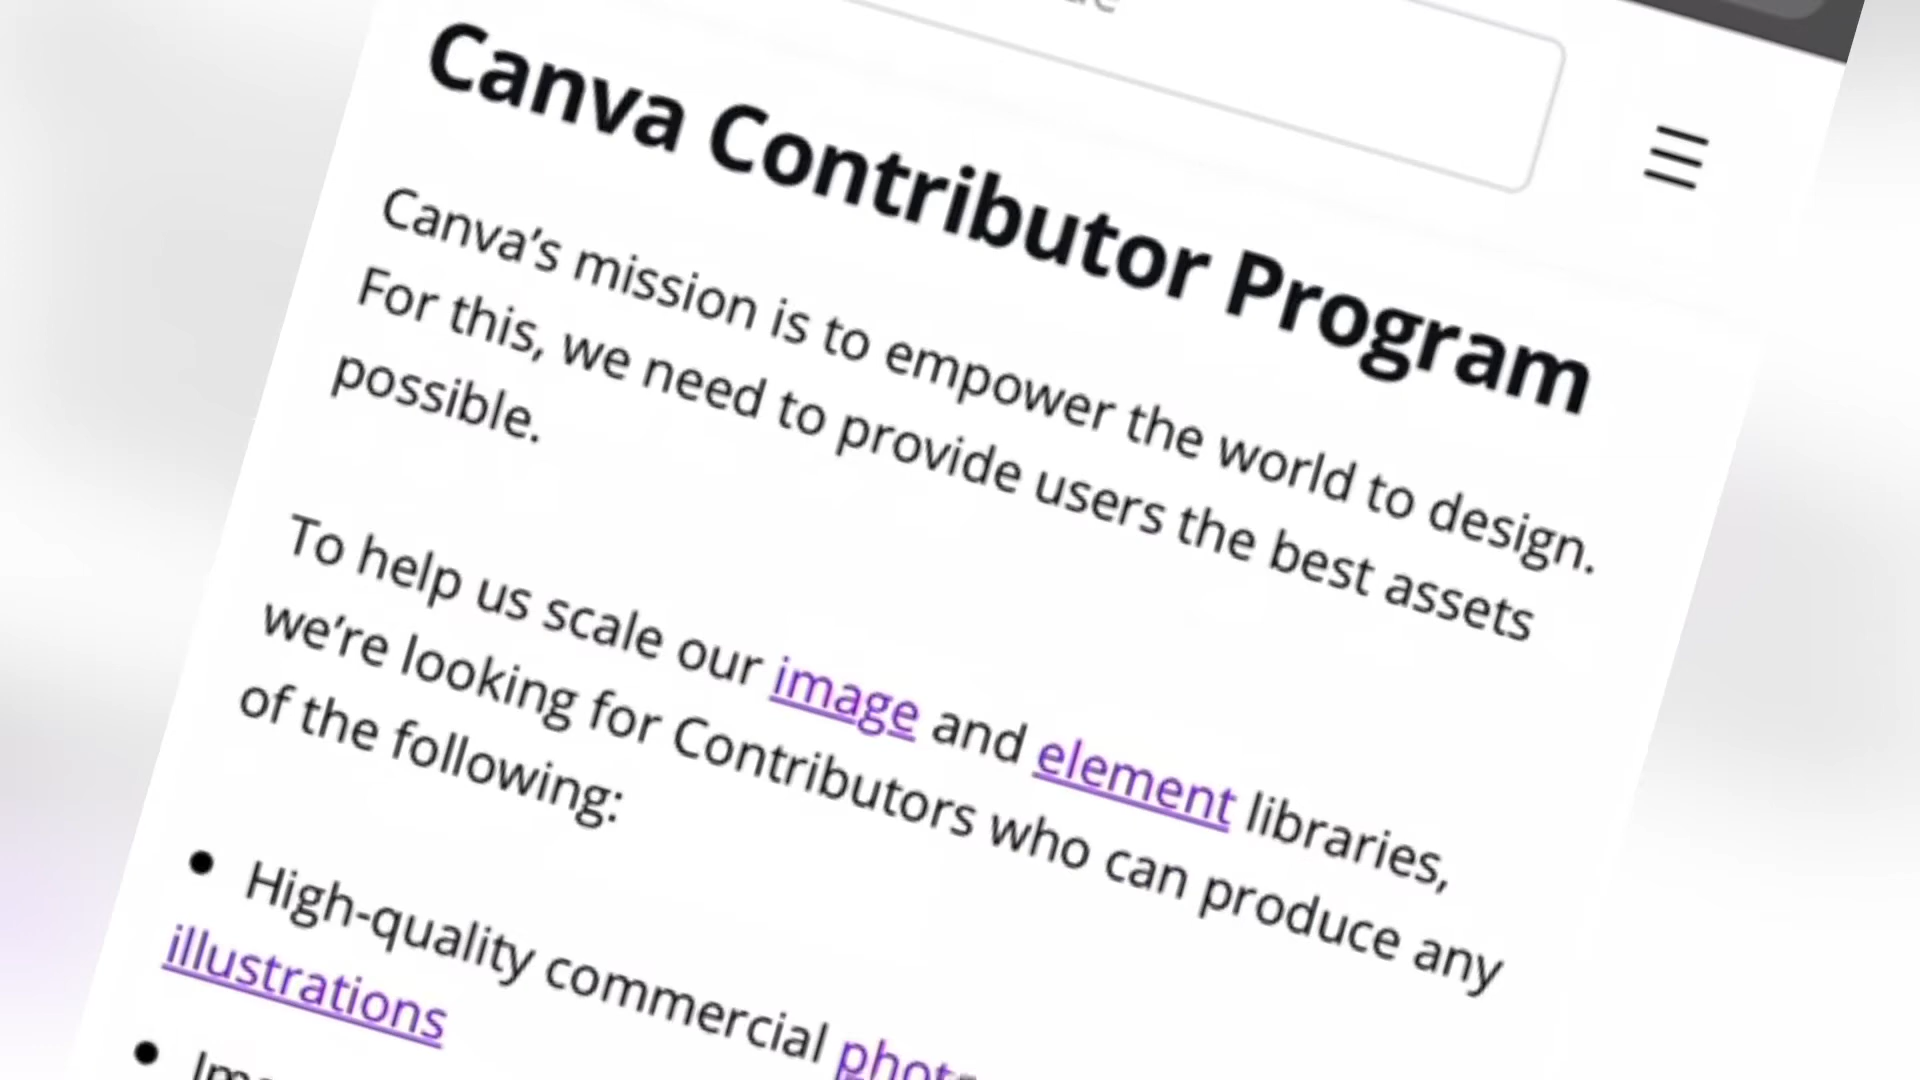 Canva Contributor Program
Canva’s mission is to empower the world to design.
For this, we need to provide users the best assets
possible.
To help us scale our image and element libraries,
we’re looking for Contributors who can produce any
of the following:
• High-quality commercial
illustrations